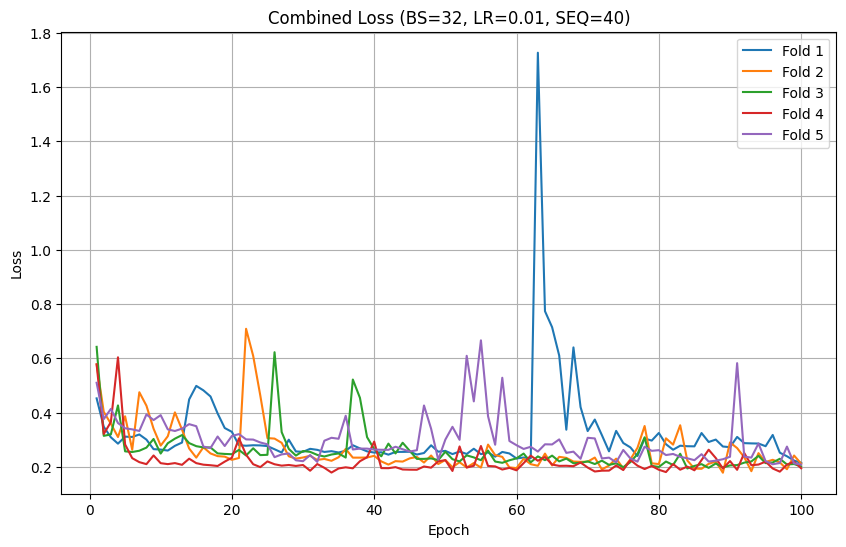 Combined Loss (BS=32, LR=0.01, SEQ=40)
Loss
1.8
1.6
1.4
1.2
1.0
0.8
0.6
0.4
0.2
Fold 1
Fold 2
Fold 3
Fold 4
Fold 5
0 20 40 60 80 100
Epoch